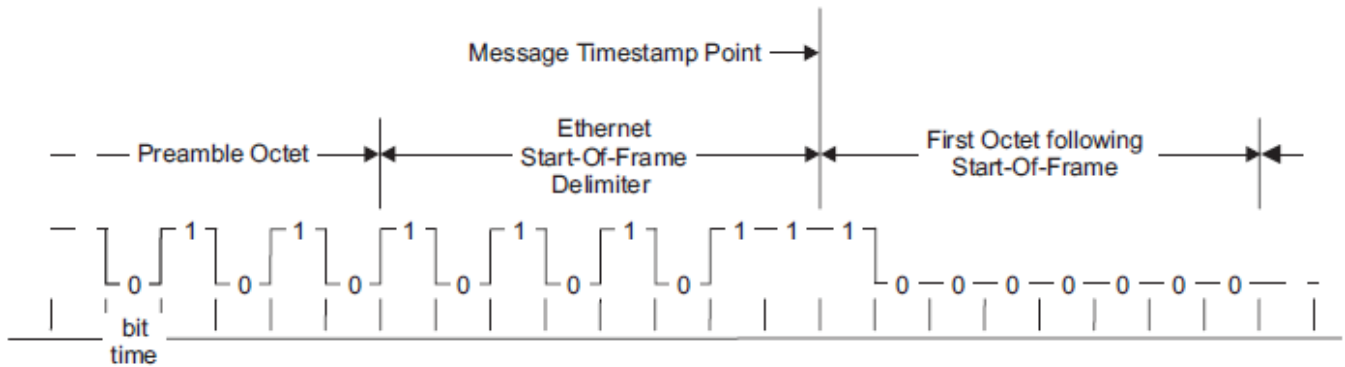 Message Timestamp Point
Preamble Octet
Ethernet
Start-Of-Frame
Delimiter
First Octet following
Start-Of-Frame
1 1 1 1 1 1 1 1
0 0 0 0 0 0 0 0 0 0 0 0 0
bit
time